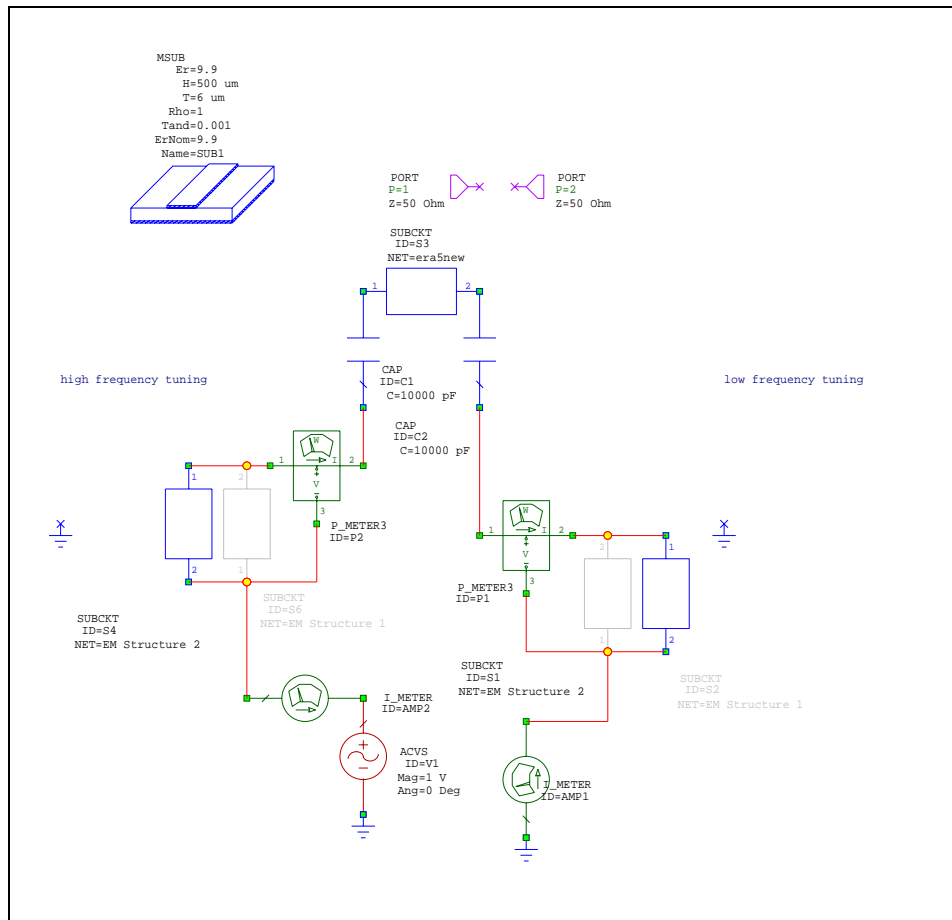 MSUB
Er=9.9
H=500 um
T=6 um
Rho=1
Tand=0.001
ErNom=9.9
Name=SUB1
PORT
P=1
Z=50 Ohm
PORT
P=2
Z=50 Ohm
SUBCKT
ID=S3
NET=era5new
1
2
CAP
ID=C1
C=10000 pF
high frequency tuning
low frequency tuning
CAP
ID=C2
C=10000 pF
W
1
I
2
+
V
-
3
P_METER3
ID=P2
1
2
2
1
SUBCKT
ID=S4
NET=EM Structure 2
SUBCKT
ID=S6
NET=EM Structure 1
W
1
I
2
+
V
-
3
P_METER3
ID=P1
2
1
1
2
SUBCKT
ID=S1
NET=EM Structure 2
SUBCKT
ID=S2
NET=EM Structure 1
I_METER
ID=AMP2
ACVS
ID=V1
Mag=1 V
Ang=0 Deg
I_METER
ID=AMP1